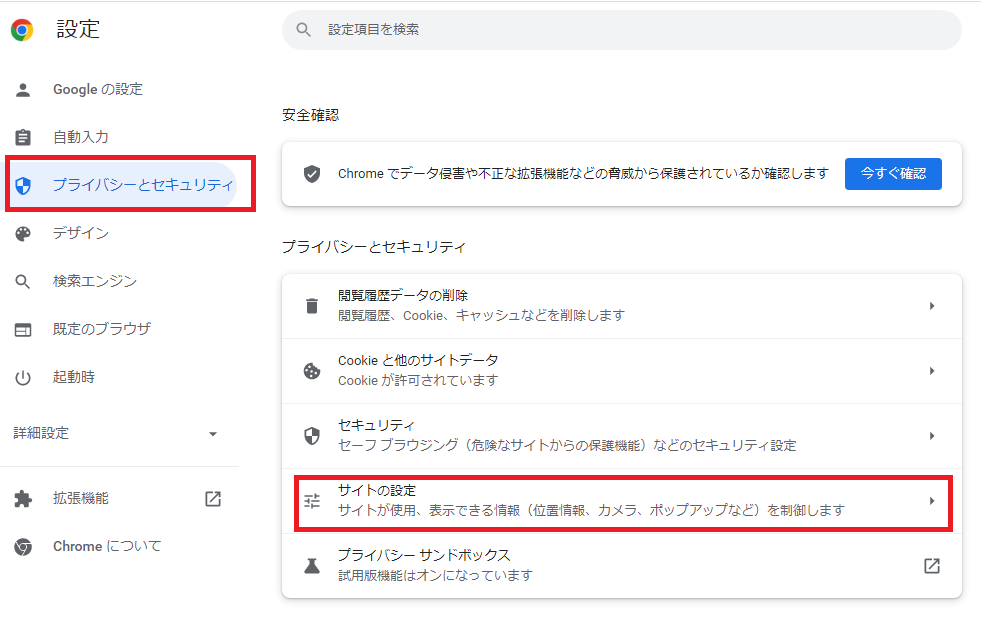 設定
設定項目を検索
Google の設定
自動入力
プライバシーとセキュリティ
デザイン
検索エンジン
既定のブラウザ
起動時
詳細設定
拡張機能
Chrome について
安全確認
Chrome でデータ侵害や不正な拡張機能などの脅威から保護されているか確認します
今すぐ確認
プライバシーとセキュリティ
閲覧履歴データの削除
閲覧履歴、Cookie、キャッシュなどを削除します
Cookie と他のサイトデータ
Cookie が許可されています
セキュリティ
セーフ ブラウジング（危険なサイトからの保護機能）などのセキュリティ設定
サイトの設定
サイトが使用、表示できる情報（位置情報、カメラ、ポップアップなど）を制御します
プライバシー サンドボックス
試用版機能はオンになっています